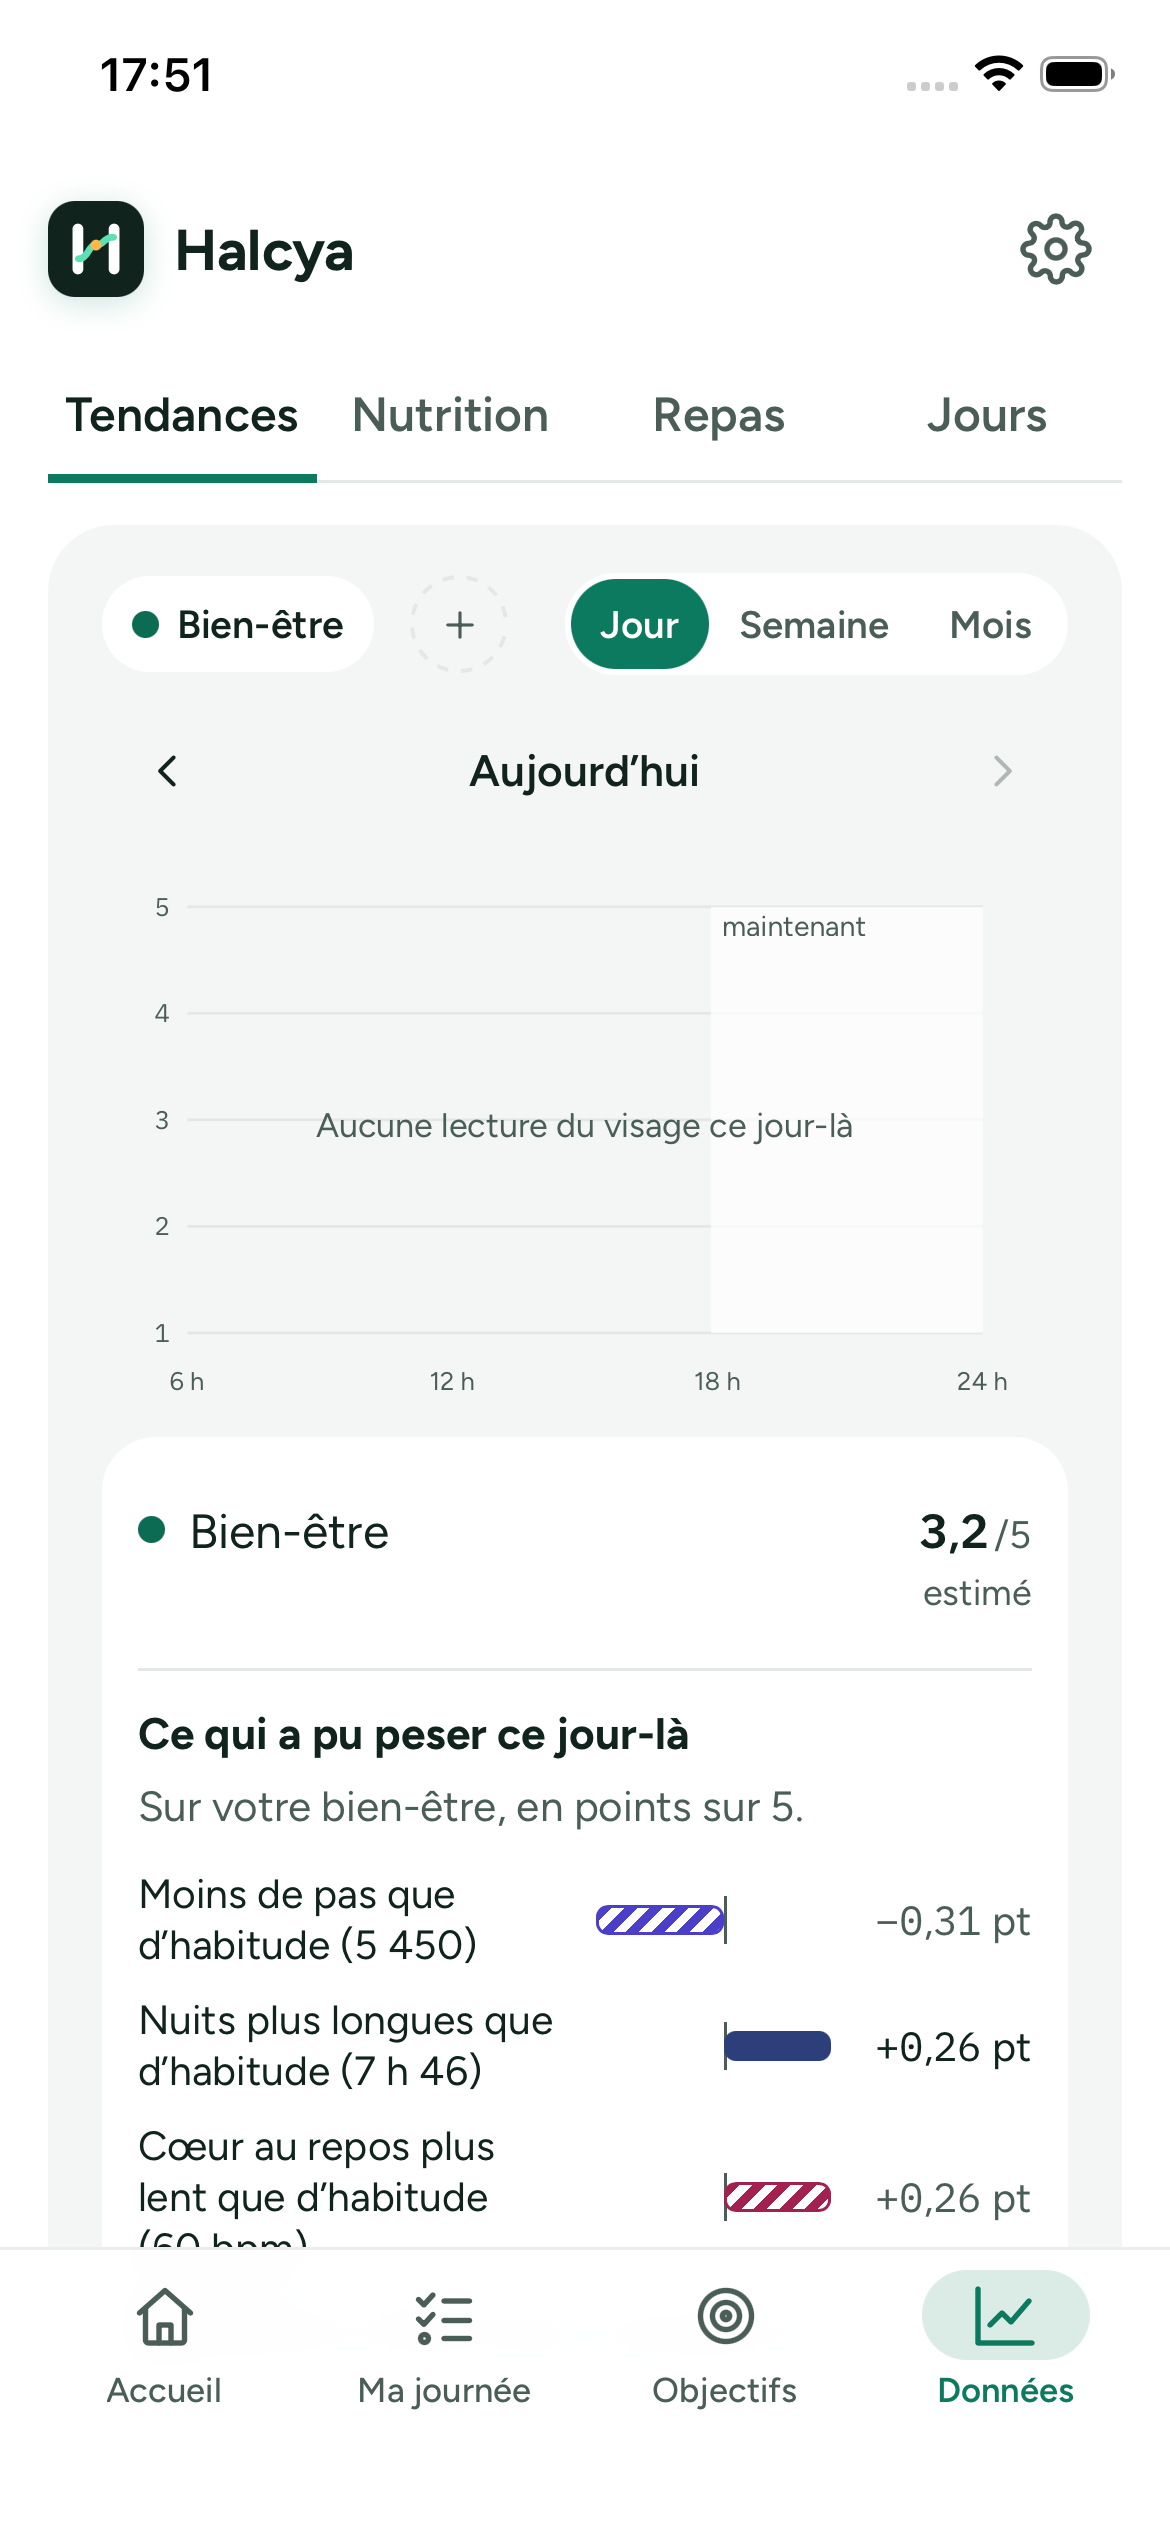 17:51
Halcya
Tendances Nutrition Repas Jours
Bien-être + Jour Semaine Mois
Aujourd’hui
5
maintenant
4
3
Aucune lecture du visage ce jour-là
2
1
6 h 12 h 18 h 24 h
Bien-être 3,2 /5
estimé
Ce qui a pu peser ce jour-là
Sur votre bien-être, en points sur 5.
Moins de pas que
d’habitude (5 450)
−0,31 pt
Nuits plus longues que
d’habitude (7 h 46)
+0,26 pt
Cœur au repos plus
lent que d’habitude
(60 bpm)
+0,26 pt
Accueil Ma journée Objectifs Données